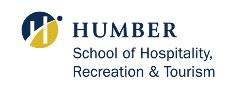 HUMBER
School of Hospitality,
Recreation & Tourism